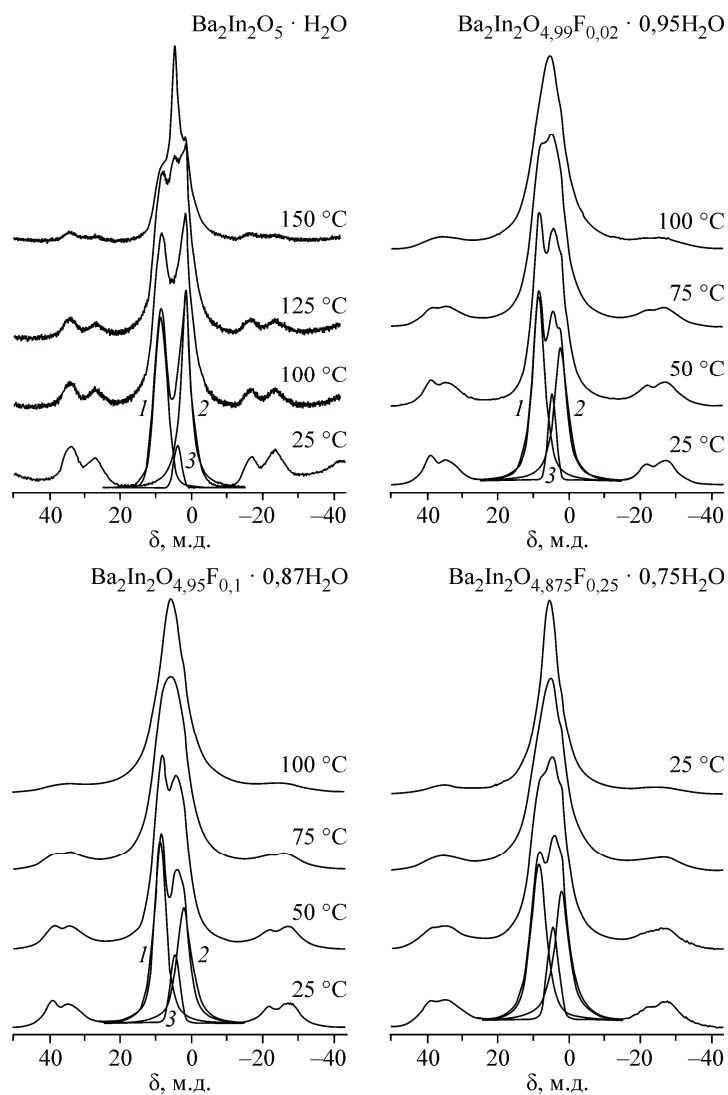 Ba2In2O5 · H2O
150 °C
125 °C
100 °C
1 2
25 °C
3
40 20 0 –20 –40
δ, м.д.
Ba2In2O4,99F0,02 · 0,95H2O
100 °C
75 °C
50 °C
1 2
25 °C
3
40 20 0 –20 –40
δ, м.д.
Ba2In2O4,95F0,1 · 0,87H2O
100 °C
75 °C
50 °C
1 2
25 °C
3
40 20 0 –20 –40
δ, м.д.
Ba2In2O4,875F0,25 · 0,75H2O
25 °C
40 20 0 –20 –40
δ, м.д.